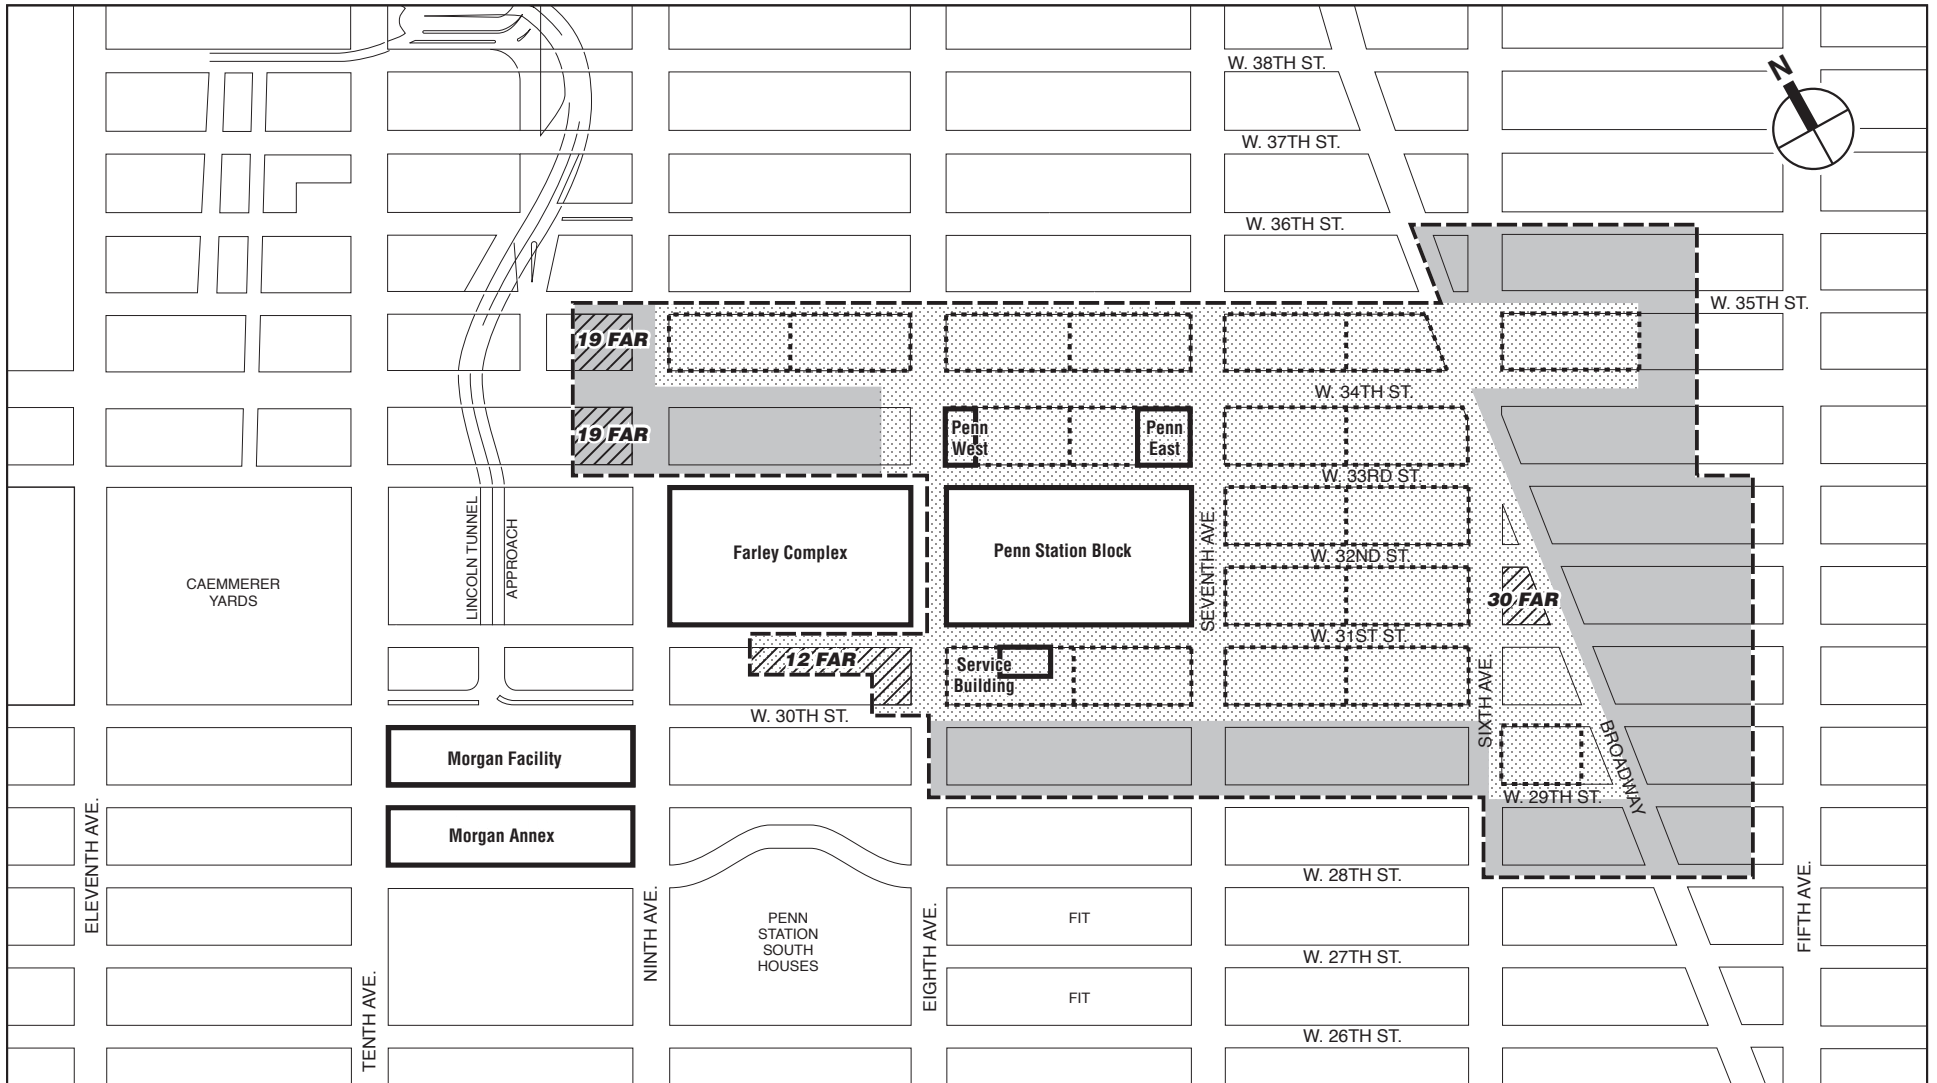 W. 38TH ST.
N
W. 37TH ST.
W. 36TH ST.
W. 35TH ST.
19 FAR
W. 34TH ST.
19 FAR
Penn
West
Penn
East
W. 33RD ST.
LINCOLN TUNNEL
APPROACH
Farley Complex
Penn Station Block
SEVENTH AVE.
W. 32ND ST.
CAEMMERER
YARDS
30 FAR
W. 31ST ST.
12 FAR
Service
Building
SIXTH AVE.
W. 30TH ST.
BROADWAY
Morgan Facility
W. 29TH ST.
Morgan Annex
ELEVENTH AVE.
W. 28TH ST.
NINTH AVE.
EIGHTH AVE.
FIFTH AVE.
PENN
STATION
SOUTH
HOUSES
FIT
W. 27TH ST.
TENTH AVE.
FIT
W. 26TH ST.